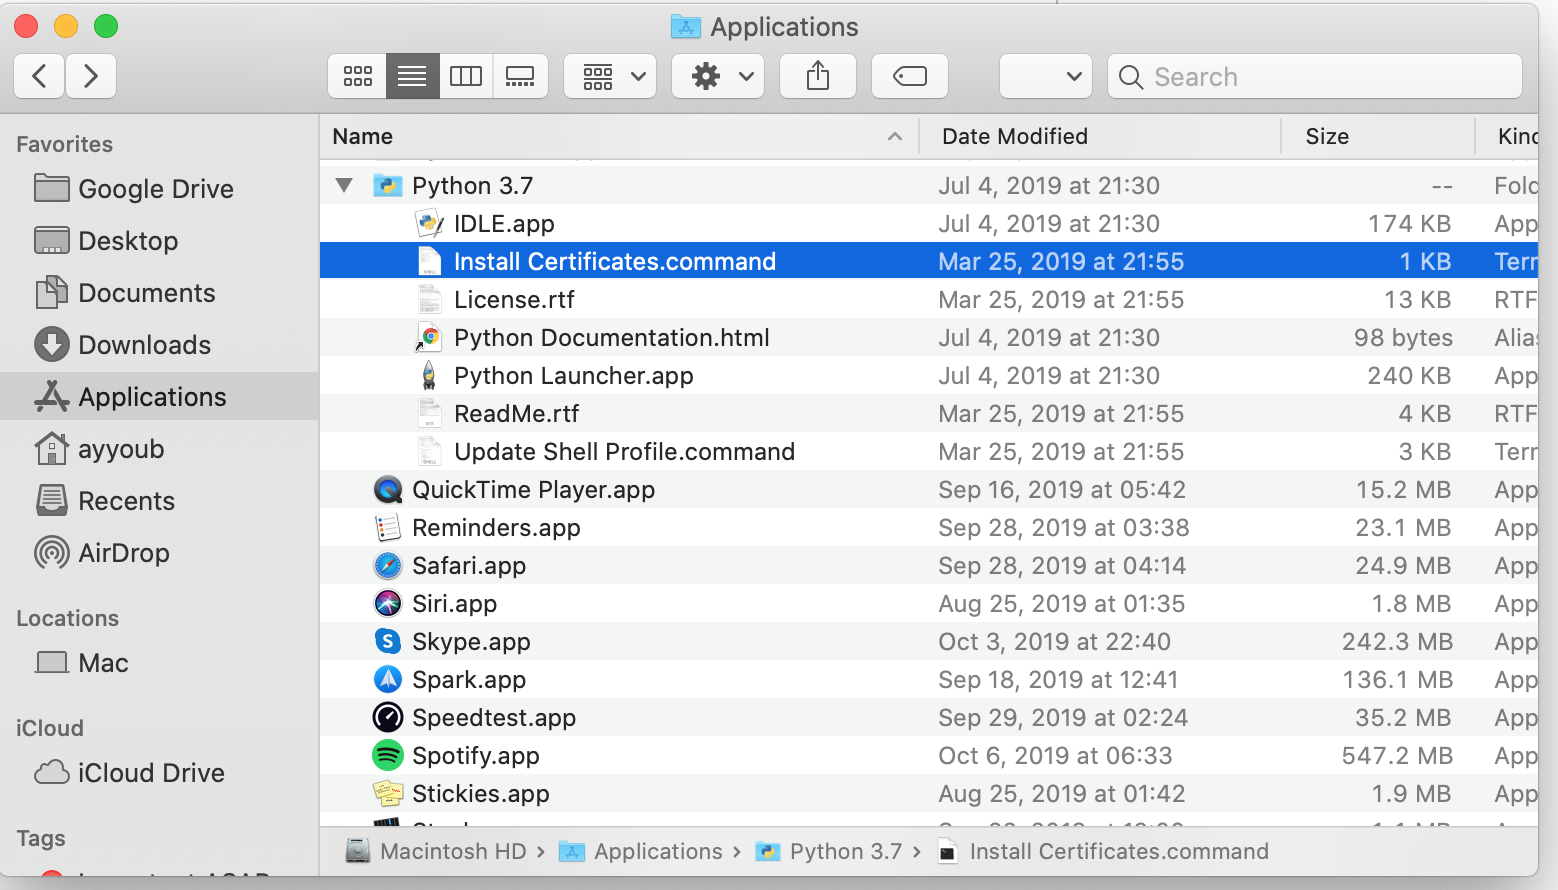 Applications
Search
Favorites
Google Drive
Desktop
Documents
Downloads
Applications
ayyoub
Recents
AirDrop
Locations
Mac
iCloud
iCloud Drive
Tags
Name Date Modified Size Kind
Python 3.7 Jul 4, 2019 at 21:30 -- Fold
IDLE.app Jul 4, 2019 at 21:30 174 KB App
Install Certificates.command Mar 25, 2019 at 21:55 1 KB Term
License.rtf Mar 25, 2019 at 21:55 13 KB RTF
Python Documentation.html Jul 4, 2019 at 21:30 98 bytes Alias
Python Launcher.app Jul 4, 2019 at 21:30 240 KB App
ReadMe.rtf Mar 25, 2019 at 21:55 4 KB RTF
Update Shell Profile.command Mar 25, 2019 at 21:55 3 KB Term
QuickTime Player.app Sep 16, 2019 at 05:42 15.2 MB App
Reminders.app Sep 28, 2019 at 03:38 23.1 MB App
Safari.app Sep 28, 2019 at 04:14 24.9 MB App
Siri.app Aug 25, 2019 at 01:35 1.8 MB App
Skype.app Oct 3, 2019 at 22:40 242.3 MB App
Spark.app Sep 18, 2019 at 12:41 136.1 MB App
Speedtest.app Sep 29, 2019 at 02:24 35.2 MB App
Spotify.app Oct 6, 2019 at 06:33 547.2 MB App
Stickies.app Aug 25, 2019 at 01:42 1.9 MB App
Macintosh HD › Applications › Python 3.7 › Install Certificates.command